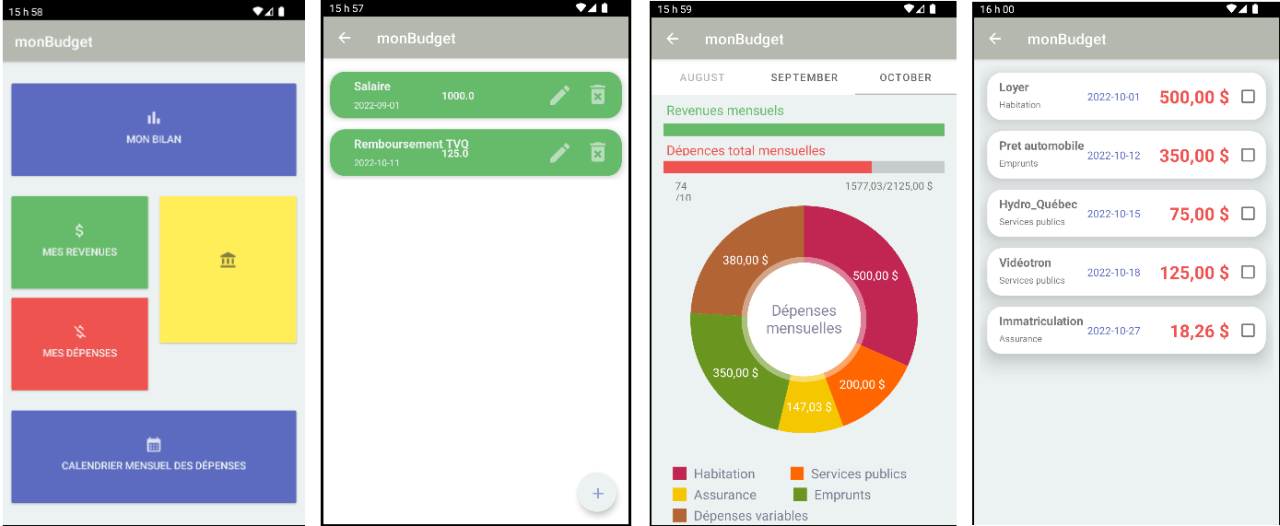 15 h 58
monBudget
MON BILAN
MES REVENUES
MES DÉPENSES
CALENDRIER MENSUEL DES DÉPENSES
15 h 57
monBudget
Salaire
1000.0
2022-09-01
Remboursement TVQ
125.0
2022-10-11
+
15 h 59
monBudget
AUGUST SEPTEMBER OCTOBER
Revenues mensuels
Dépences total mensuelles
74 1577,03/2125,00 $
/10
380,00 $
500,00 $
Dépenses
mensuelles
350,00 $
200,00 $
147,03 $
Habitation Services publics
Assurance Emprunts
Dépenses variables
16 h 00
monBudget
Loyer
Habitation
2022-10-01
500,00 $
Pret automobile
Emprunts
2022-10-12
350,00 $
Hydro_Québec
Services publics
2022-10-15
75,00 $
Vidéotron
Services publics
2022-10-18
125,00 $
Immatriculation
Assurance
2022-10-27
18,26 $